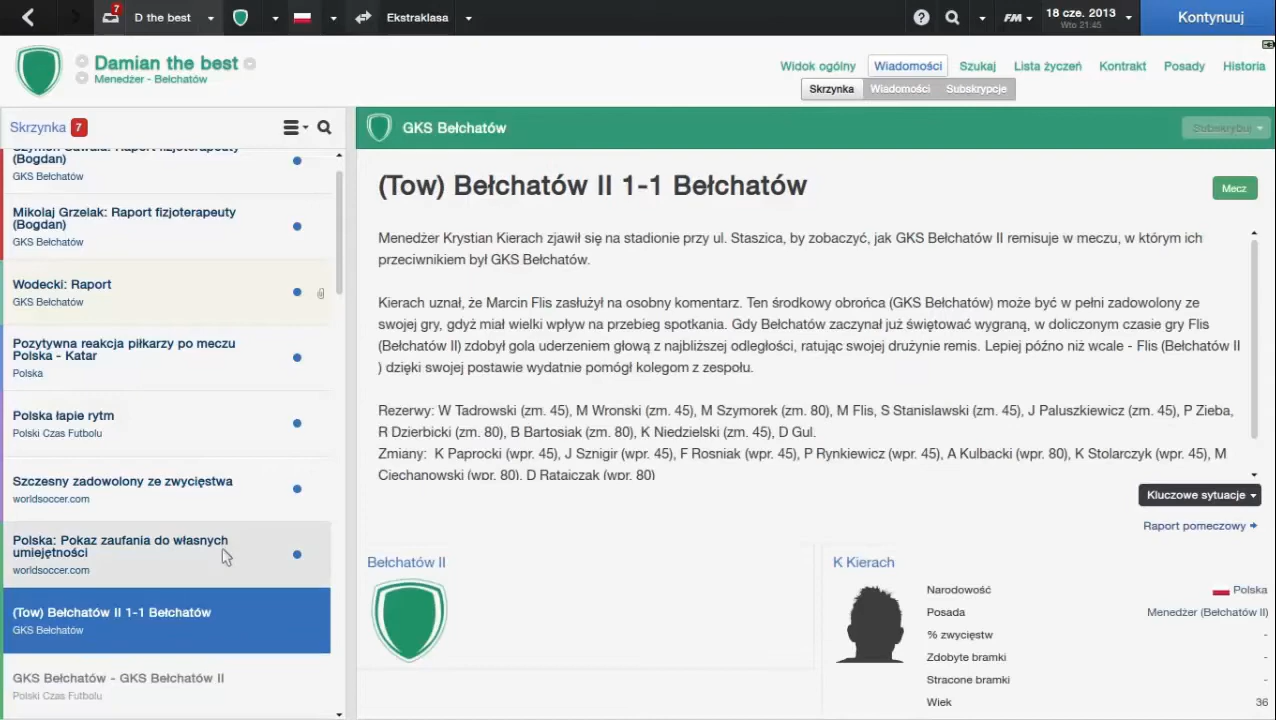 7
D the best
Ekstraklasa
FM
18 cze. 2013
Wto 21:45
Kontynuuj
Damian the best
Menedżer - Bełchatów
Widok ogólny
Wiadomości
Szukaj
Lista życzeń
Kontrakt
Posady
Historia
Skrzynka
Wiadomości
Subskrypcje
Skrzynka 7
GKS Bełchatów
Subskrybuj
Szymon Sawala: Raport fizjoterapeuty
(Bogdan)
GKS Bełchatów
Mikolaj Grzelak: Raport fizjoterapeuty
(Bogdan)
GKS Bełchatów
Wodecki: Raport
GKS Bełchatów
Pozytywna reakcja piłkarzy po meczu
Polska - Katar
Polska
Polska łapie rytm
Polski Czas Futbolu
Szczesny zadowolony ze zwycięstwa
worldsoccer.com
Polska: Pokaz zaufania do własnych
umiejętności
worldsoccer.com
(Tow) Bełchatów II 1-1 Bełchatów
GKS Bełchatów
GKS Bełchatów - GKS Bełchatów II
Polski Czas Futbolu
(Tow) Bełchatów II 1-1 Bełchatów
Mecz
Menedżer Krystian Kierach zjawił się na stadionie przy ul. Staszica, by zobaczyć, jak GKS Bełchatów II remisuje w meczu, w którym ich
przeciwnikiem był GKS Bełchatów.
Kierach uznał, że Marcin Flis zasłużył na osobny komentarz. Ten środkowy obrońca (GKS Bełchatów) może być w pełni zadowolony ze
swojej gry, gdyż miał wielki wpływ na przebieg spotkania. Gdy Bełchatów zaczynał już świętować wygraną, w doliczonym czasie gry Flis
(Bełchatów II) zdobył gola uderzeniem głową z najbliższej odległości, ratując swojej drużynie remis. Lepiej późno niż wcale - Flis (Bełchatów II
) dzięki swojej postawie wydatnie pomógł kolegom z zespołu.
Rezerwy: W Tadrowski (zm. 45), M Wronski (zm. 45), M Szymorek (zm. 80), M Flis, S Stanislawski (zm. 45), J Paluszkiewicz (zm. 45), P Zieba,
R Dzierbicki (zm. 80), B Bartosiak (zm. 80), K Niedzielski (zm. 45), D Gul.
Zmiany: K Paprocki (wpr. 45), J Sznigir (wpr. 45), F Rosniak (wpr. 45), P Rynkiewicz (wpr. 45), A Kulbacki (wpr. 80), K Stolarczyk (wpr. 45), M
Ciechanowski (wpr. 80), D Rataiczak (wpr. 80)
Kluczowe sytuacje
Raport pomeczowy
Bełchatów II
K Kierach
Narodowość Polska
Posada Menedżer (Bełchatów II)
% zwycięstw -
Zdobyte bramki -
Stracone bramki -
Wiek 36